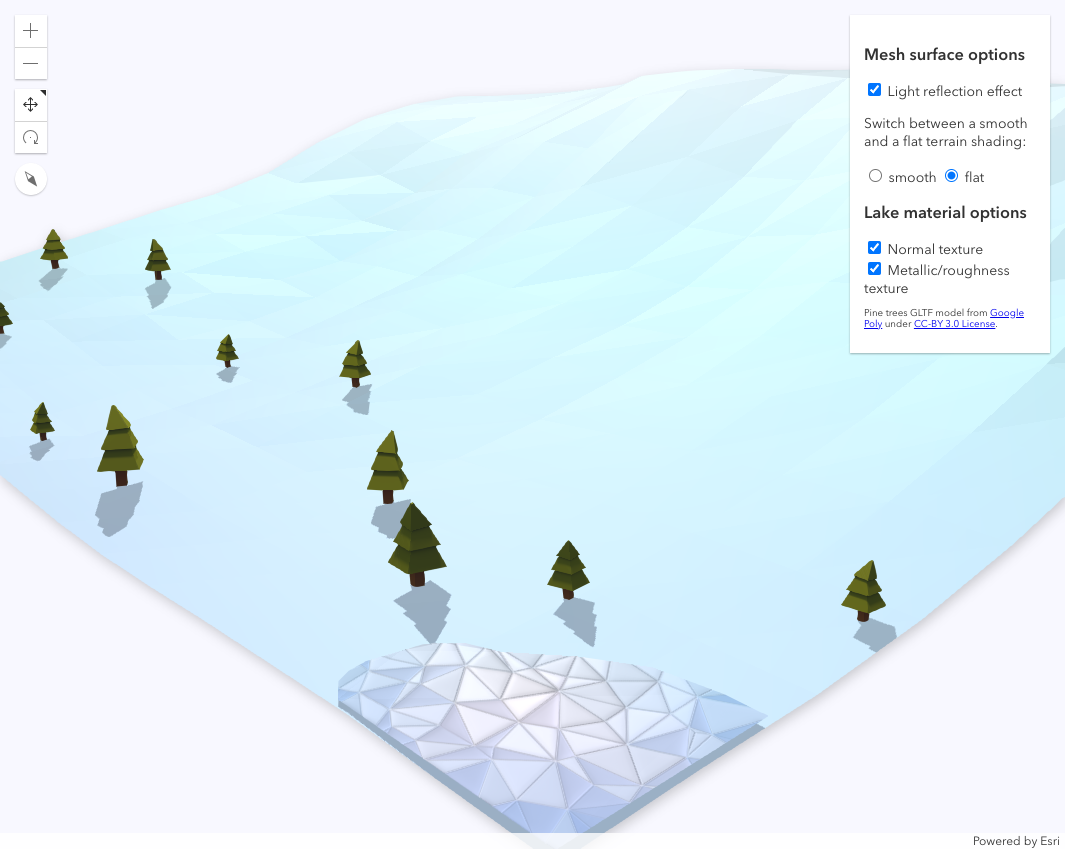 Mesh surface options
Light reflection effect
Switch between a smooth
and a flat terrain shading:
smooth flat
Lake material options
Normal texture
Metallic/roughness
texture
Pine trees GLTF model from Google
Poly under CC-BY 3.0 License.
Powered by Esri